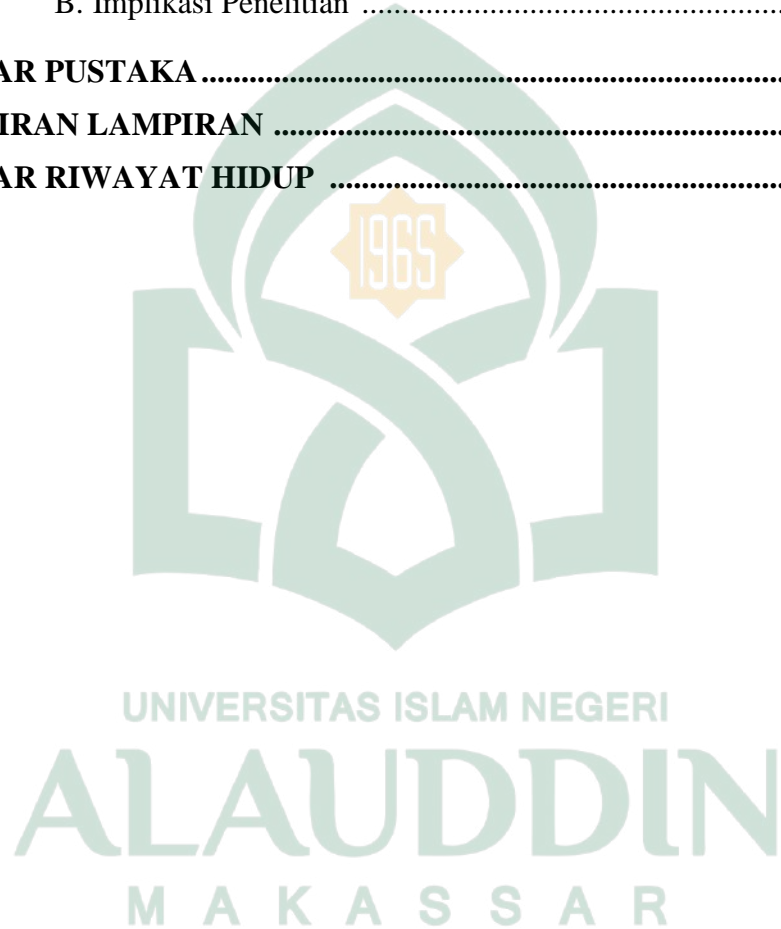 B. Implikasi Penelitian ......................................................
AR PUSTAKA..........................................................................
IRAN LAMPIRAN .................................................................
AR RIWAYAT HIDUP ..........................................................
1965
UNIVERSITAS ISLAM NEGERI
ALAUDDIN
MAKASSAR